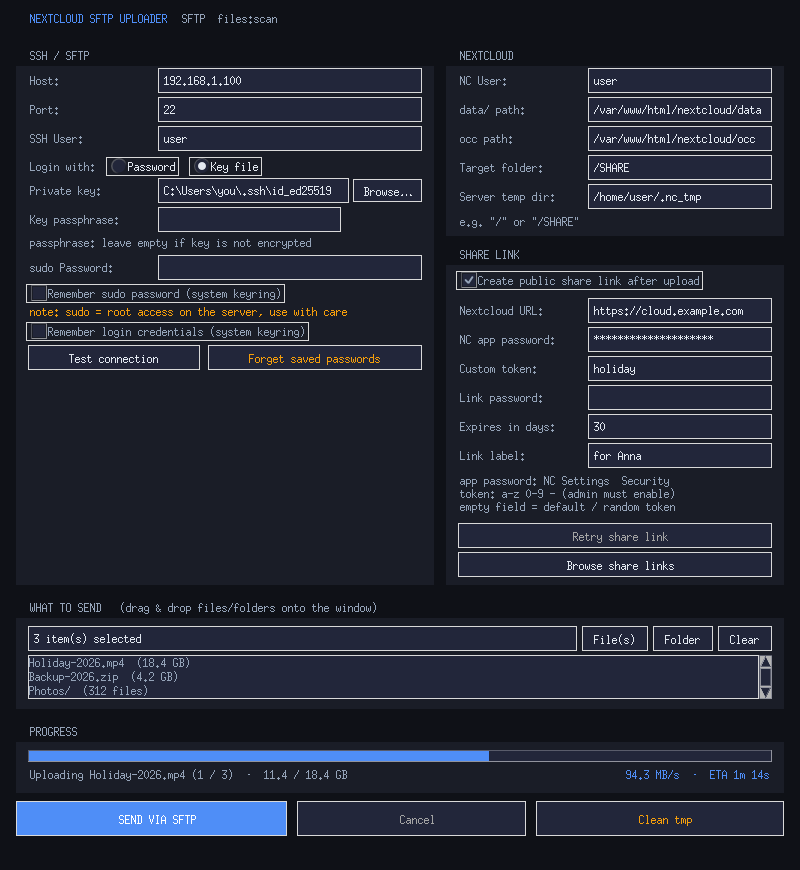 NEXTCLOUD SFTP UPLOADER SFTP files:scan
SSH / SFTP
Host: 192.168.1.100
Port: 22
SSH User: user
Login with: Password Key file
Private key: C:\Users\you\.ssh\id_ed25519 Browse...
Key passphrase:
passphrase: leave empty if key is not encrypted
sudo Password:
Remember sudo password (system keyring)
note: sudo = root access on the server, use with care
Remember login credentials (system keyring)
Test connection Forget saved passwords
NEXTCLOUD
NC User: user
data/ path: /var/www/html/nextcloud/data
occ path: /var/www/html/nextcloud/occ
Target folder: /SHARE
Server temp dir: /home/user/.nc_tmp
e.g. "/" or "/SHARE"
SHARE LINK
Create public share link after upload
Nextcloud URL: https://cloud.example.com
NC app password: ********************
Custom token: holiday
Link password:
Expires in days: 30
Link label: for Anna
app password: NC Settings Security
token: a-z 0-9 - (admin must enable)
empty field = default / random token
Retry share link
Browse share links
WHAT TO SEND (drag & drop files/folders onto the window)
3 item(s) selected File(s) Folder Clear
Holiday-2026.mp4 (18.4 GB)
Backup-2026.zip (4.2 GB)
Photos/ (312 files)
PROGRESS
Uploading Holiday-2026.mp4 (1 / 3) · 11.4 / 18.4 GB 94.3 MB/s · ETA 1m 14s
SEND VIA SFTP Cancel Clean tmp